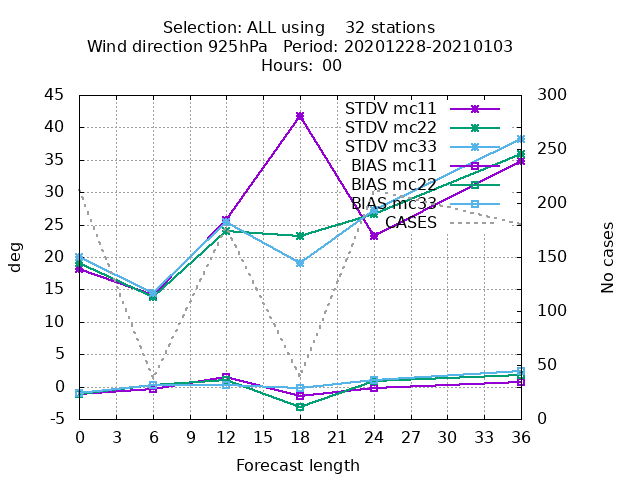 Selection: ALL using    32 stations
Wind direction 925hPa   Period: 20201228-20210103
Hours: 00
deg
45
40
35
30
25
20
15
10
5
0
-5
STDV mc11
STDV mc22
STDV mc33
BIAS mc11
BIAS mc22
BIAS mc33
CASES
300
250
200
150
100
50
0
No cases
0 3 6 9 12 15 18 21 24 27 30 33 36
Forecast length